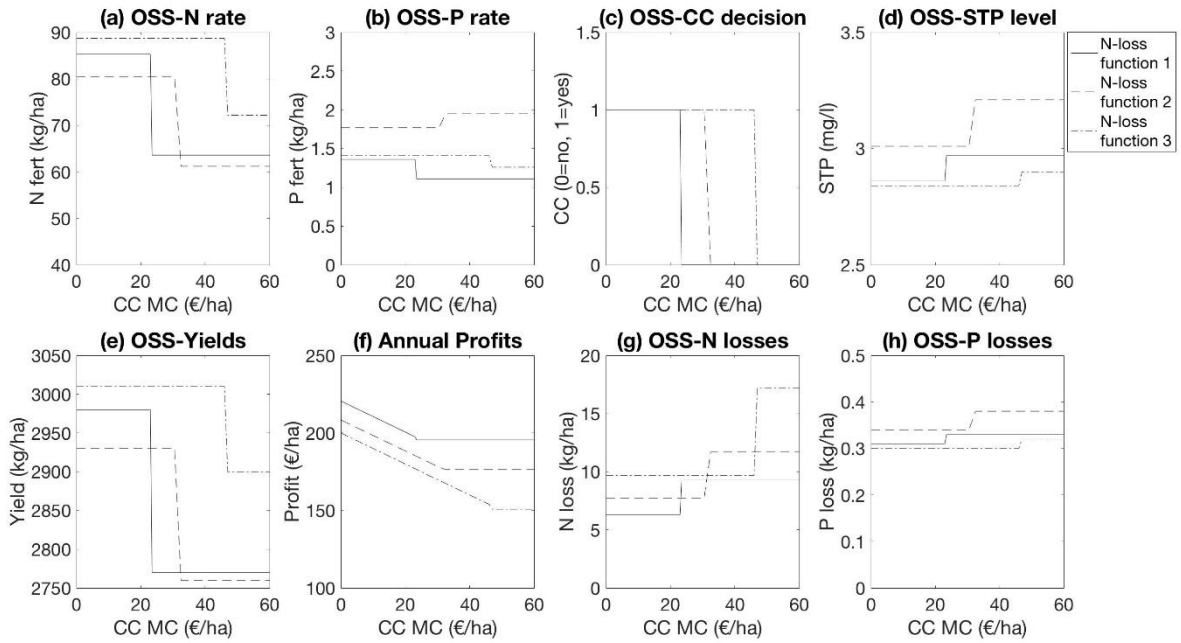 (a) OSS-N rate
N fert (kg/ha)
90
80
70
60
50
40
0
20
40
60
CC MC (€/ha)
(b) OSS-P rate
P fert (kg/ha)
3
2.5
2
1.5
1
0.5
0
0
20
40
60
CC MC (€/ha)
(c) OSS-CC decision
CC (0=no, 1=yes)
1.5
1
0.5
0
0
20
40
60
CC MC (€/ha)
(d) OSS-STP level
STP (mg/l)
3.5
3
2.5
0
20
40
60
CC MC (€/ha)
N-loss
function 1
N-loss
function 2
N-loss
function 3
(e) OSS-Yields
Yield (kg/ha)
3050
3000
2950
2900
2850
2800
2750
0
20
40
60
CC MC (€/ha)
(f) Annual Profits
Profit (€/ha)
250
200
150
100
0
20
40
60
CC MC (€/ha)
(g) OSS-N losses
N loss (kg/ha)
20
15
10
5
0
0
20
40
60
CC MC (€/ha)
(h) OSS-P losses
P loss (kg/ha)
0.5
0.4
0.3
0.2
0.1
0
0
20
40
60
CC MC (€/ha)